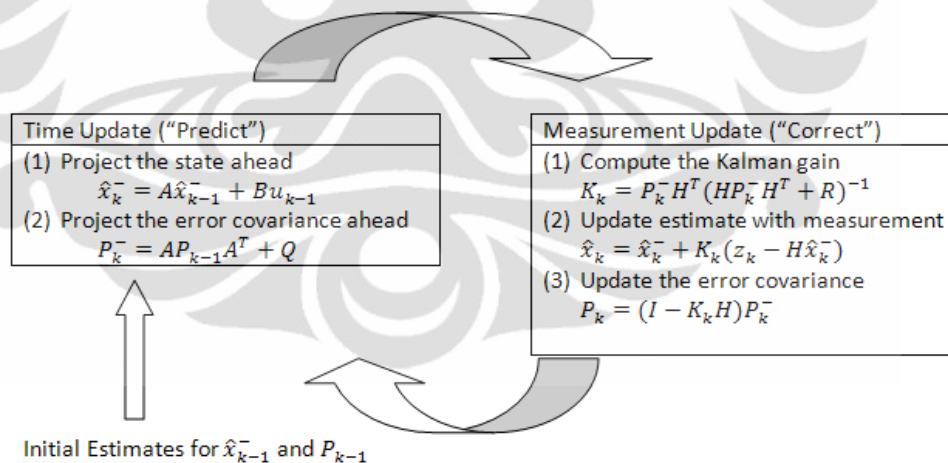 Time Update ("Predict")
(1) Project the state ahead
x̂ₖ⁻ = Ax̂ₖ₋₁⁻ + Buₖ₋₁
(2) Project the error covariance ahead
Pₖ⁻ = APₖ₋₁Aᵀ + Q
Measurement Update ("Correct")
(1) Compute the Kalman gain
Kₖ = Pₖ⁻Hᵀ(HPₖ⁻Hᵀ + R)⁻¹
(2) Update estimate with measurement
x̂ₖ = x̂ₖ⁻ + Kₖ(zₖ − Hx̂ₖ⁻)
(3) Update the error covariance
Pₖ = (I − KₖH)Pₖ⁻
Initial Estimates for x̂ₖ₋₁⁻ and Pₖ₋₁